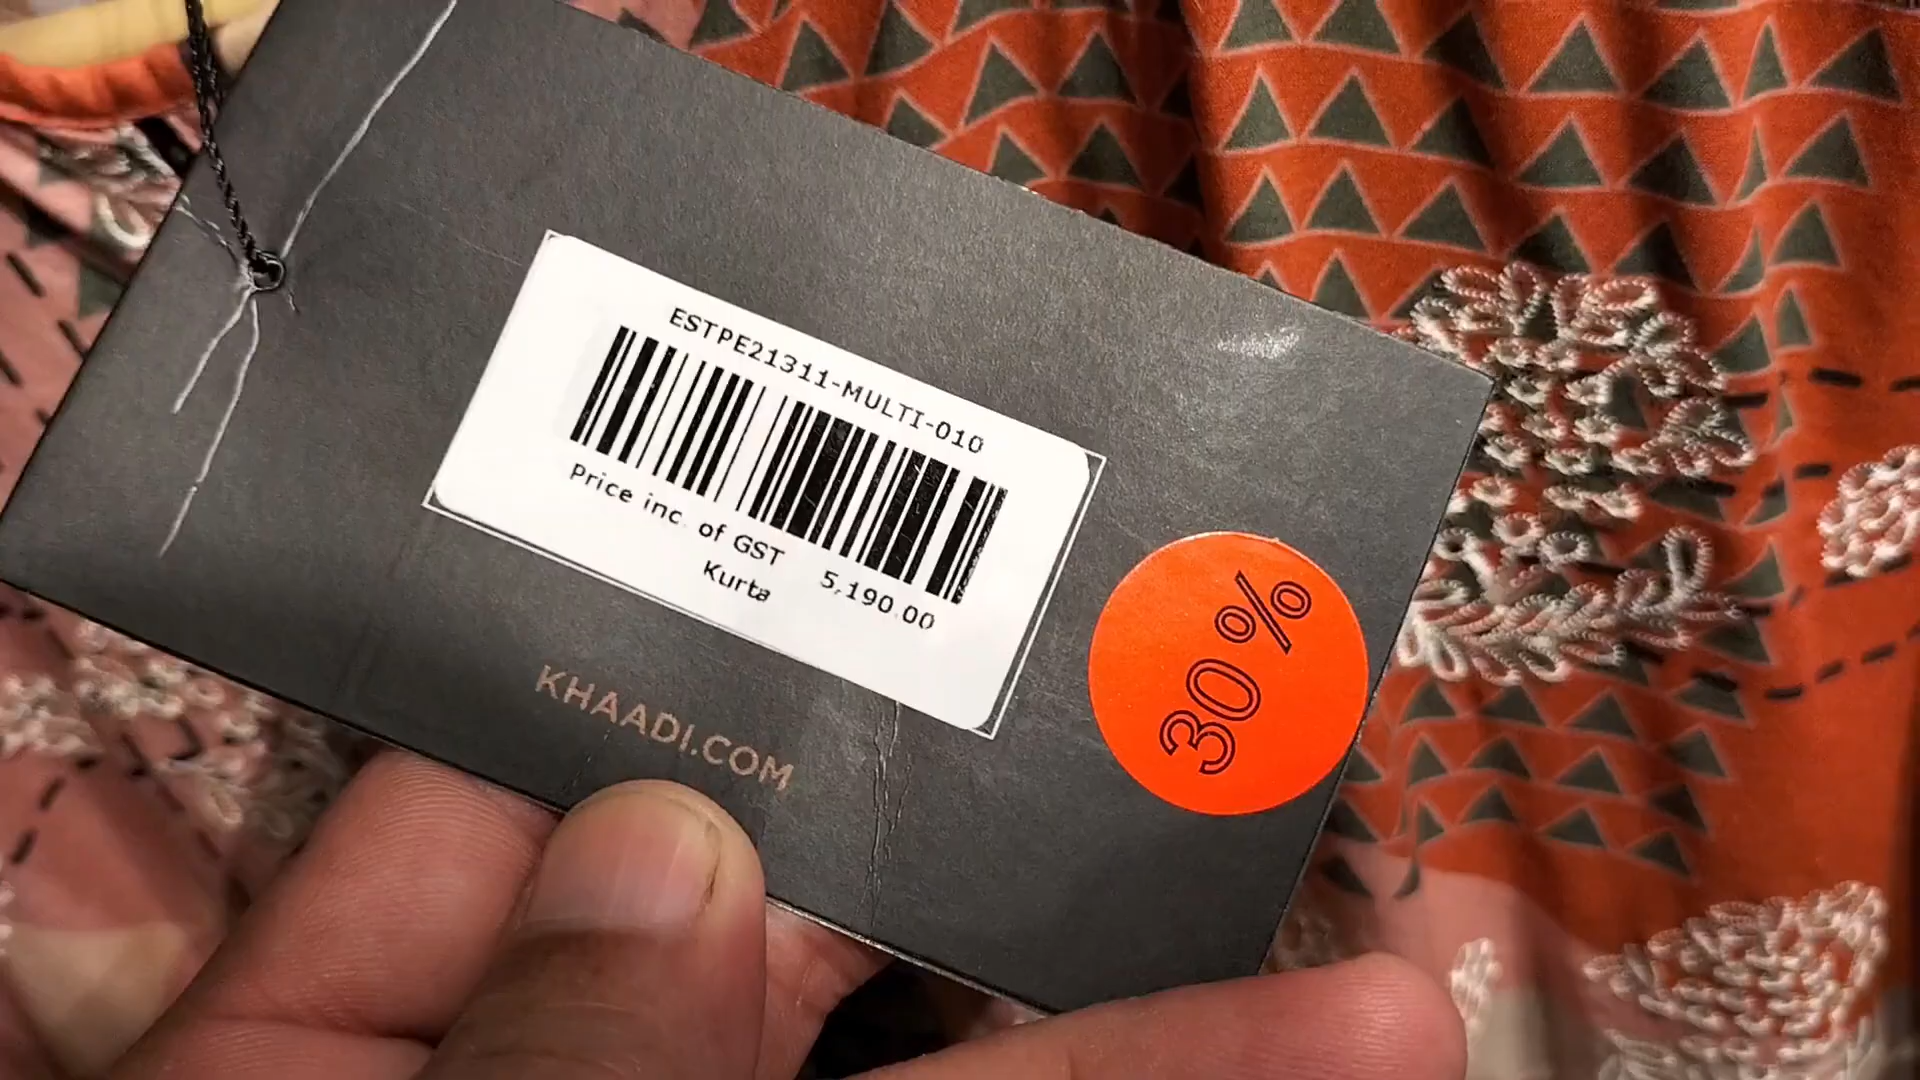 ESTPE21311-MULTI-010
Price inc. of GST 5,190.00
Kurta
KHAADI.COM
30%